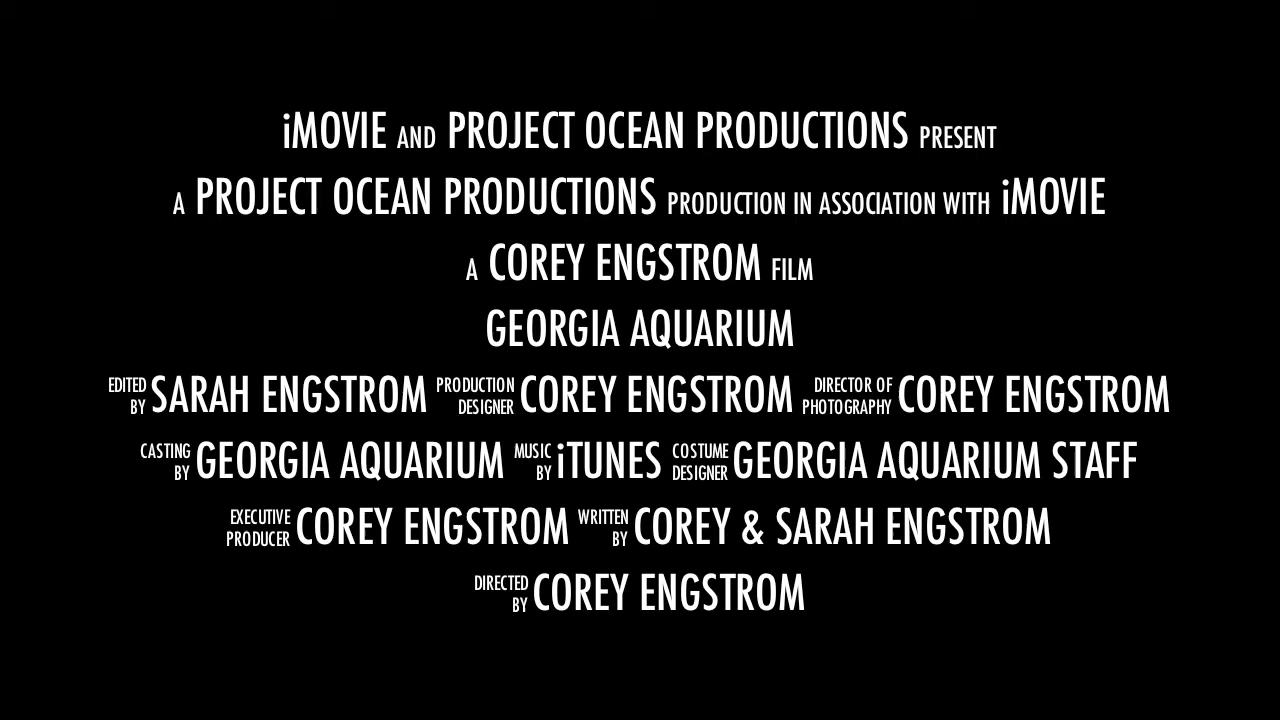 iMOVIE AND PROJECT OCEAN PRODUCTIONS PRESENT
A PROJECT OCEAN PRODUCTIONS PRODUCTION IN ASSOCIATION WITH iMOVIE
A COREY ENGSTROM FILM
GEORGIA AQUARIUM
EDITED BY SARAH ENGSTROM PRODUCTION DESIGNER COREY ENGSTROM DIRECTOR OF PHOTOGRAPHY COREY ENGSTROM
CASTING BY GEORGIA AQUARIUM MUSIC BY iTUNES COSTUME DESIGNER GEORGIA AQUARIUM STAFF
EXECUTIVE PRODUCER COREY ENGSTROM WRITTEN BY COREY & SARAH ENGSTROM
DIRECTED BY COREY ENGSTROM